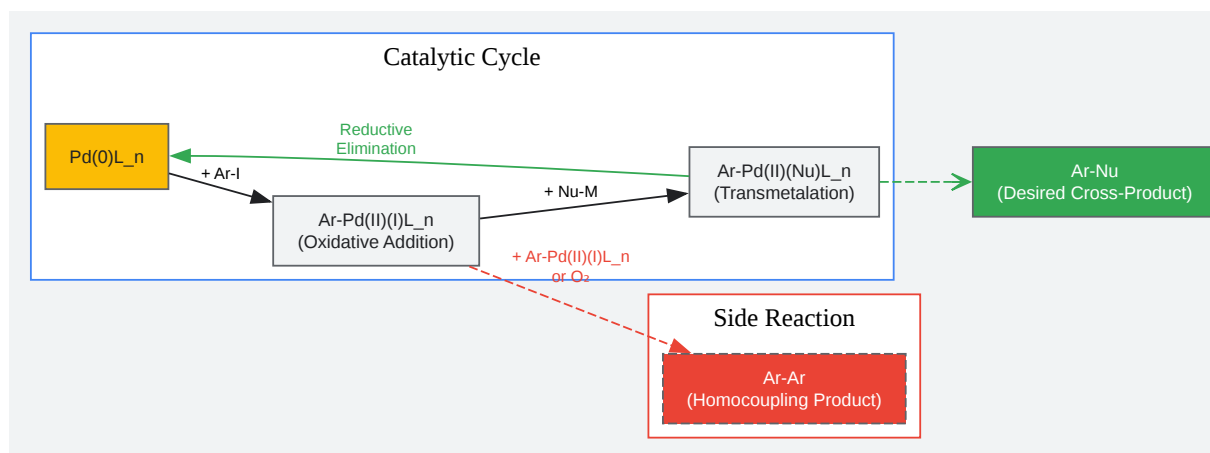 Catalytic Cycle
Reductive
Elimination
Pd(0)L_n
+ Ar-I
Ar-Pd(II)(I)L_n
(Oxidative Addition)
+ Nu-M
Ar-Pd(II)(Nu)L_n
(Transmetalation)
Ar-Nu
(Desired Cross-Product)
+ Ar-Pd(II)(I)L_n
or O₂
Side Reaction
Ar-Ar
(Homocoupling Product)